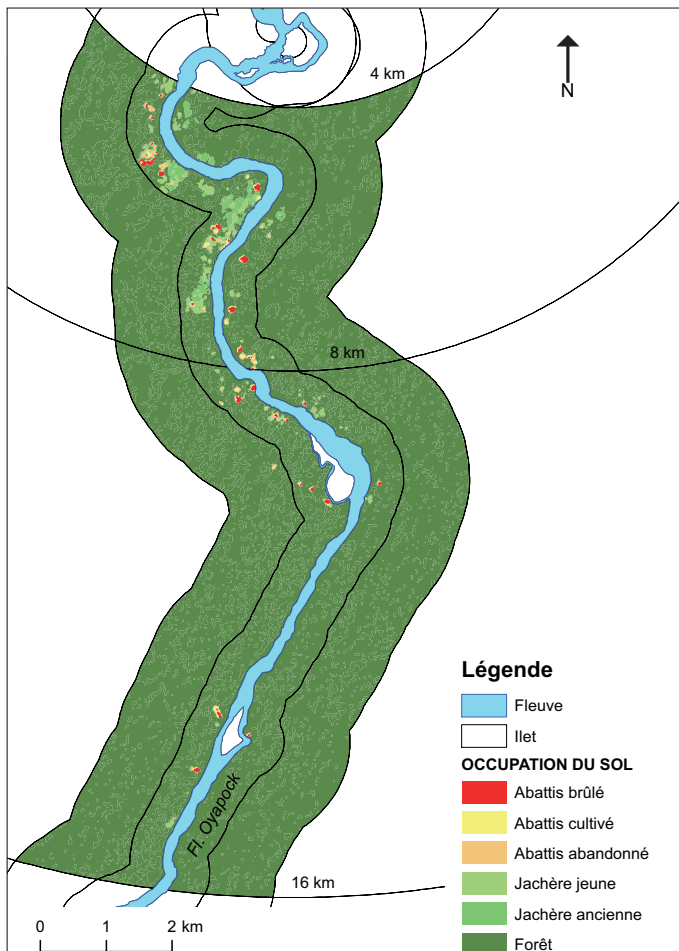 4 km
N
8 km
Fl. Oyapock
16 km
0 1 2 km
Légende
Fleuve
Ilet
OCCUPATION DU SOL
Abattis brûlé
Abattis cultivé
Abattis abandonné
Jachère jeune
Jachère ancienne
Forêt